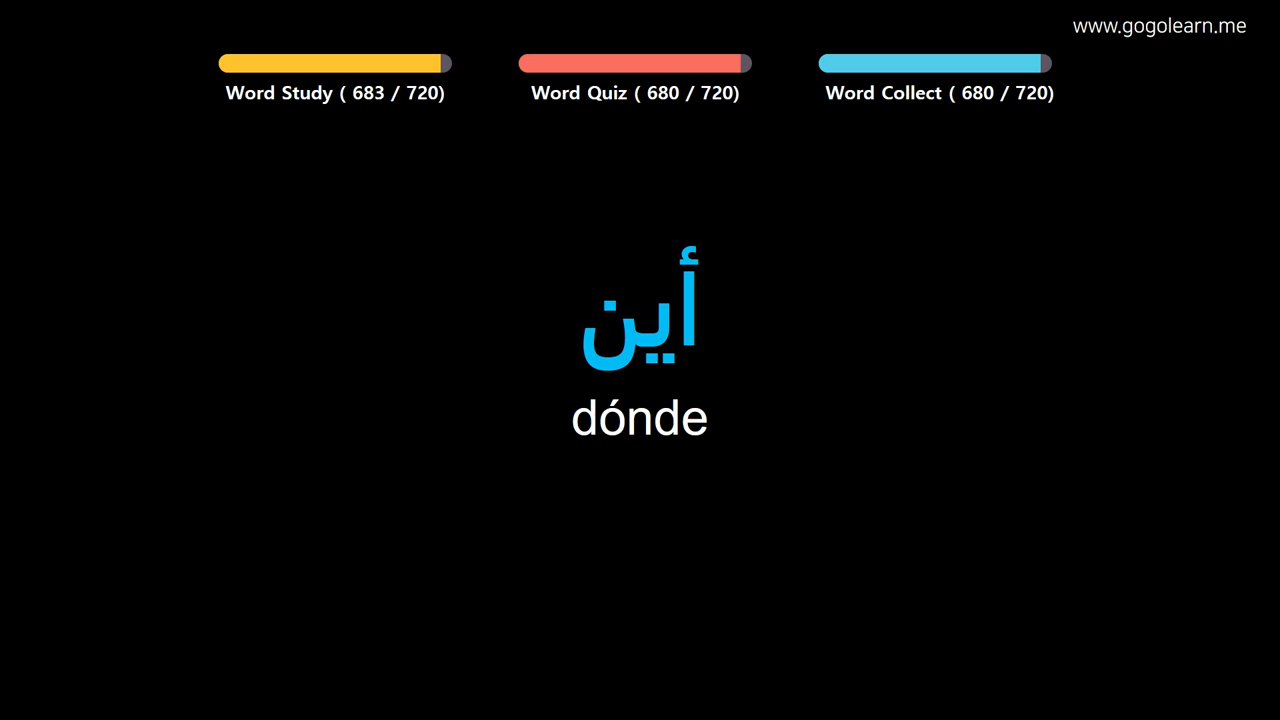 www.gogolearn.me
Word Study ( 683 / 720)
Word Quiz ( 680 / 720)
Word Collect ( 680 / 720)
أين
dónde